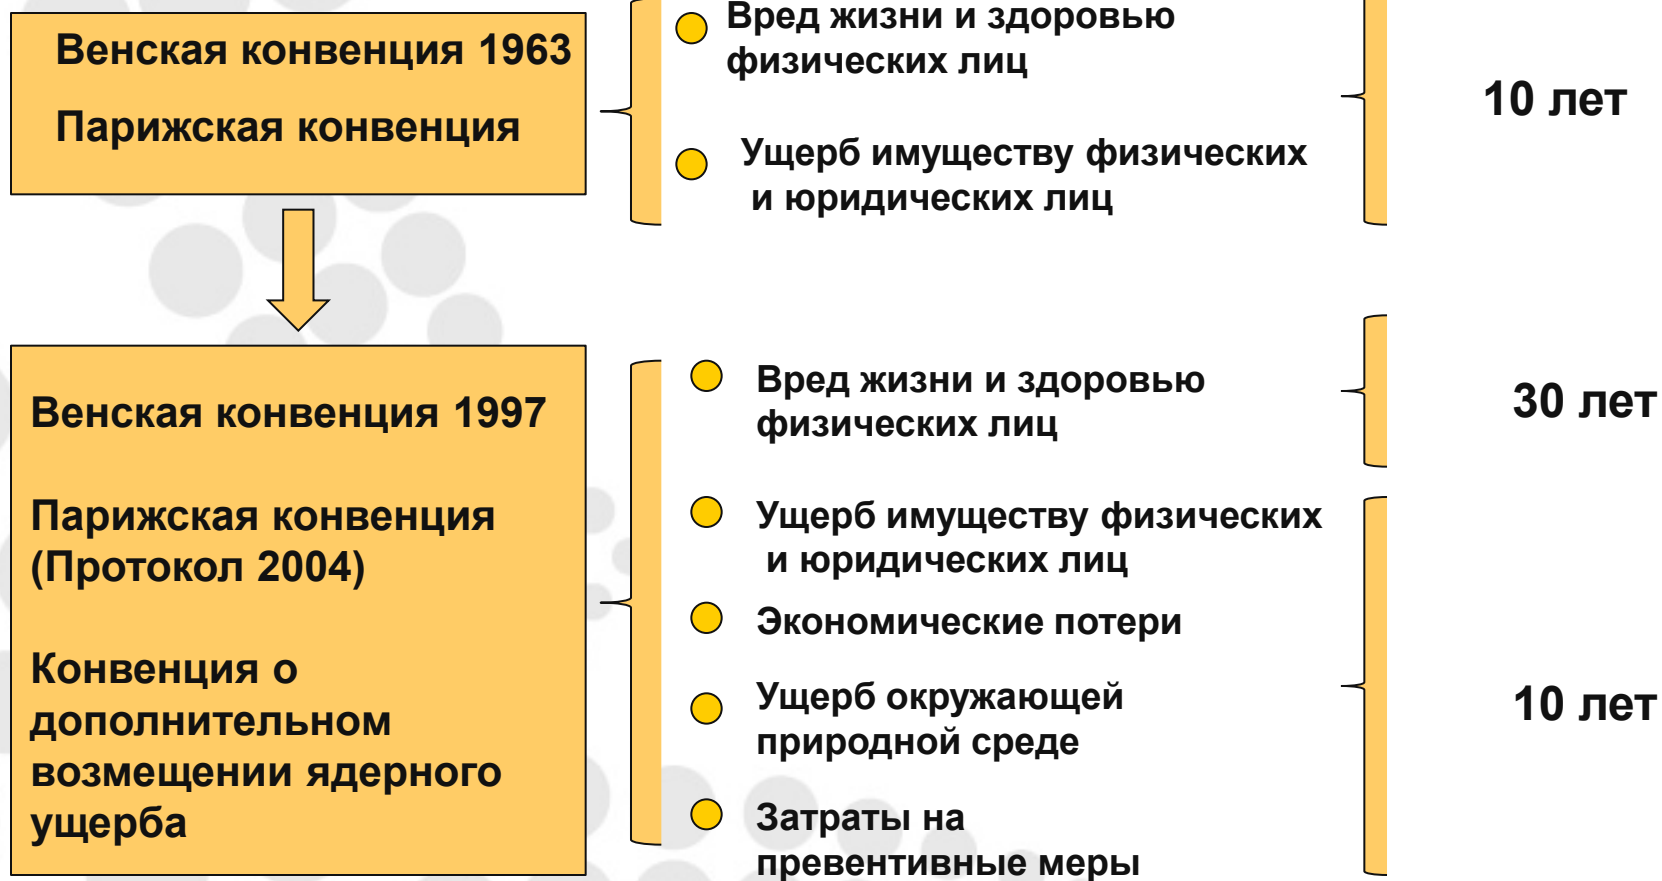 Венская конвенция 1963
Парижская конвенция
Вред жизни и здоровью
физических лиц
Ущерб имуществу физических
и юридических лиц
10 лет
Венская конвенция 1997
Парижская конвенция
(Протокол 2004)
Конвенция о
дополнительном
возмещении ядерного
ущерба
Вред жизни и здоровью
физических лиц
30 лет
Ущерб имуществу физических
и юридических лиц
Экономические потери
Ущерб окружающей
природной среде
Затраты на
превентивные меры
10 лет